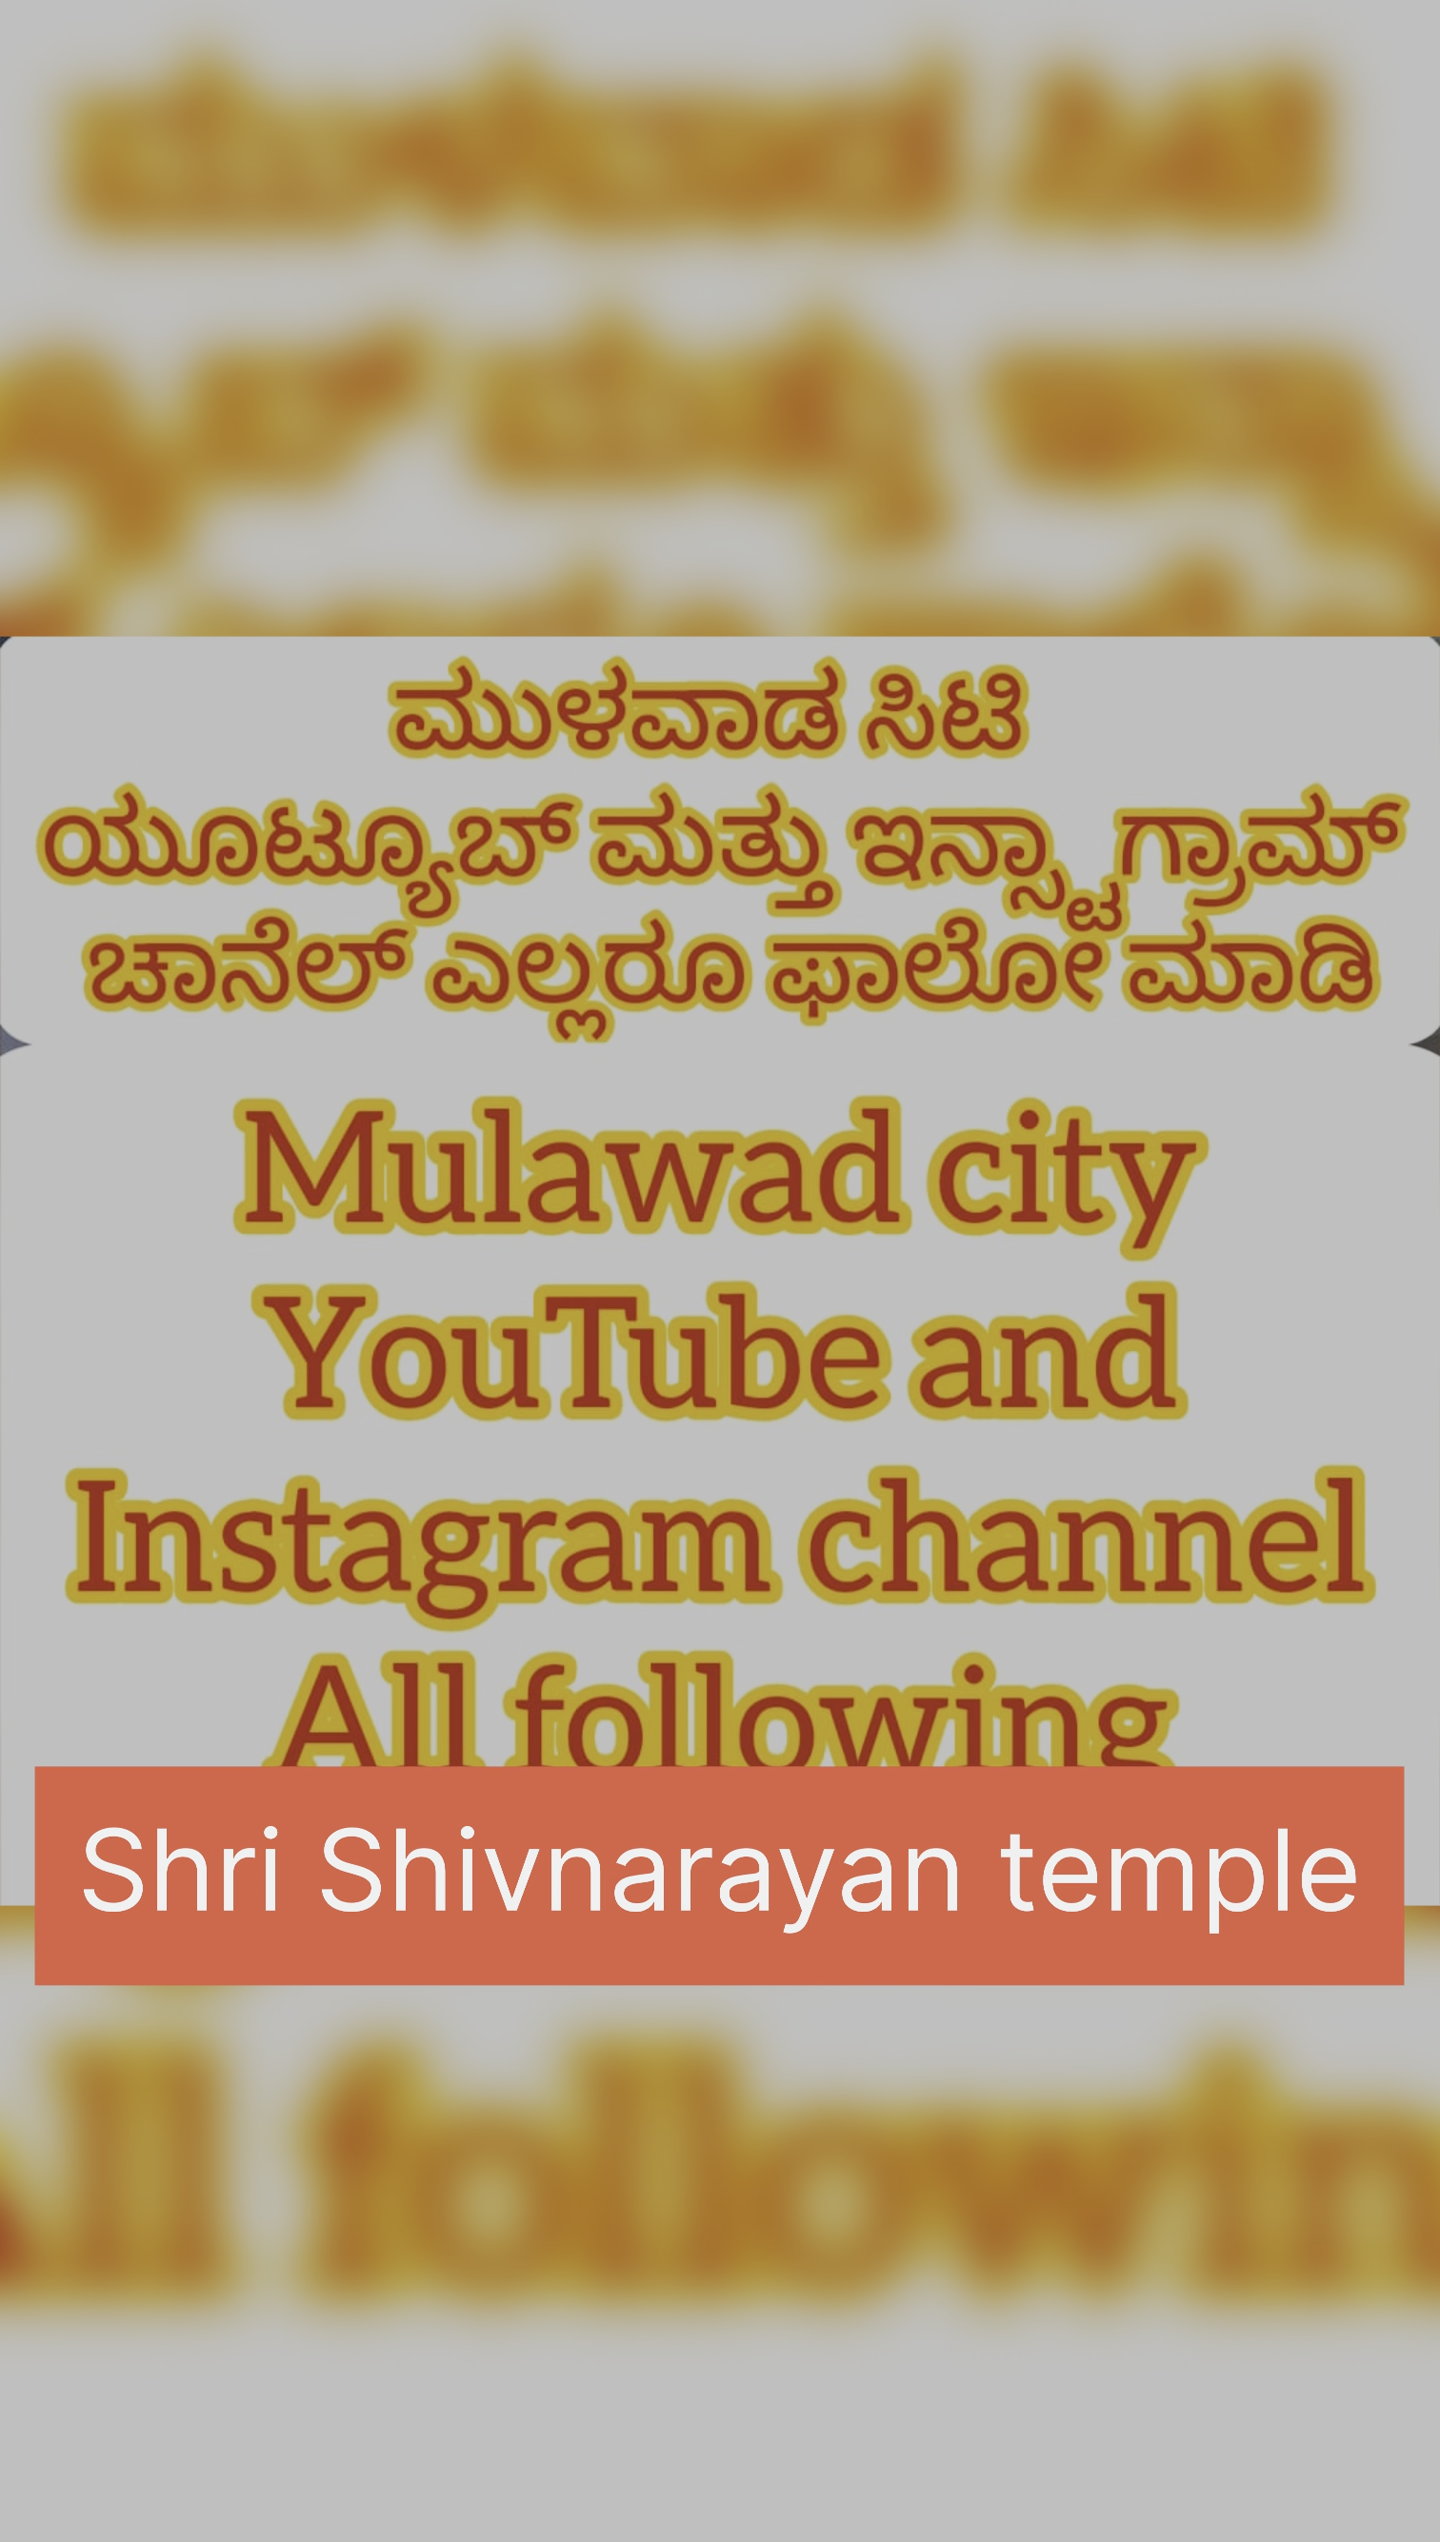 ಮುಳವಾಡ ಸಿಟಿ
ಯೂಟ್ಯೂಬ್ ಮತ್ತು ಇನ್ಸ್ಟಾಗ್ರಾಮ್
ಚಾನೆಲ್ ಎಲ್ಲರೂ ಫಾಲೋ ಮಾಡಿ
Mulawad city
YouTube and
Instagram channel
All following
Shri Shivnarayan temple